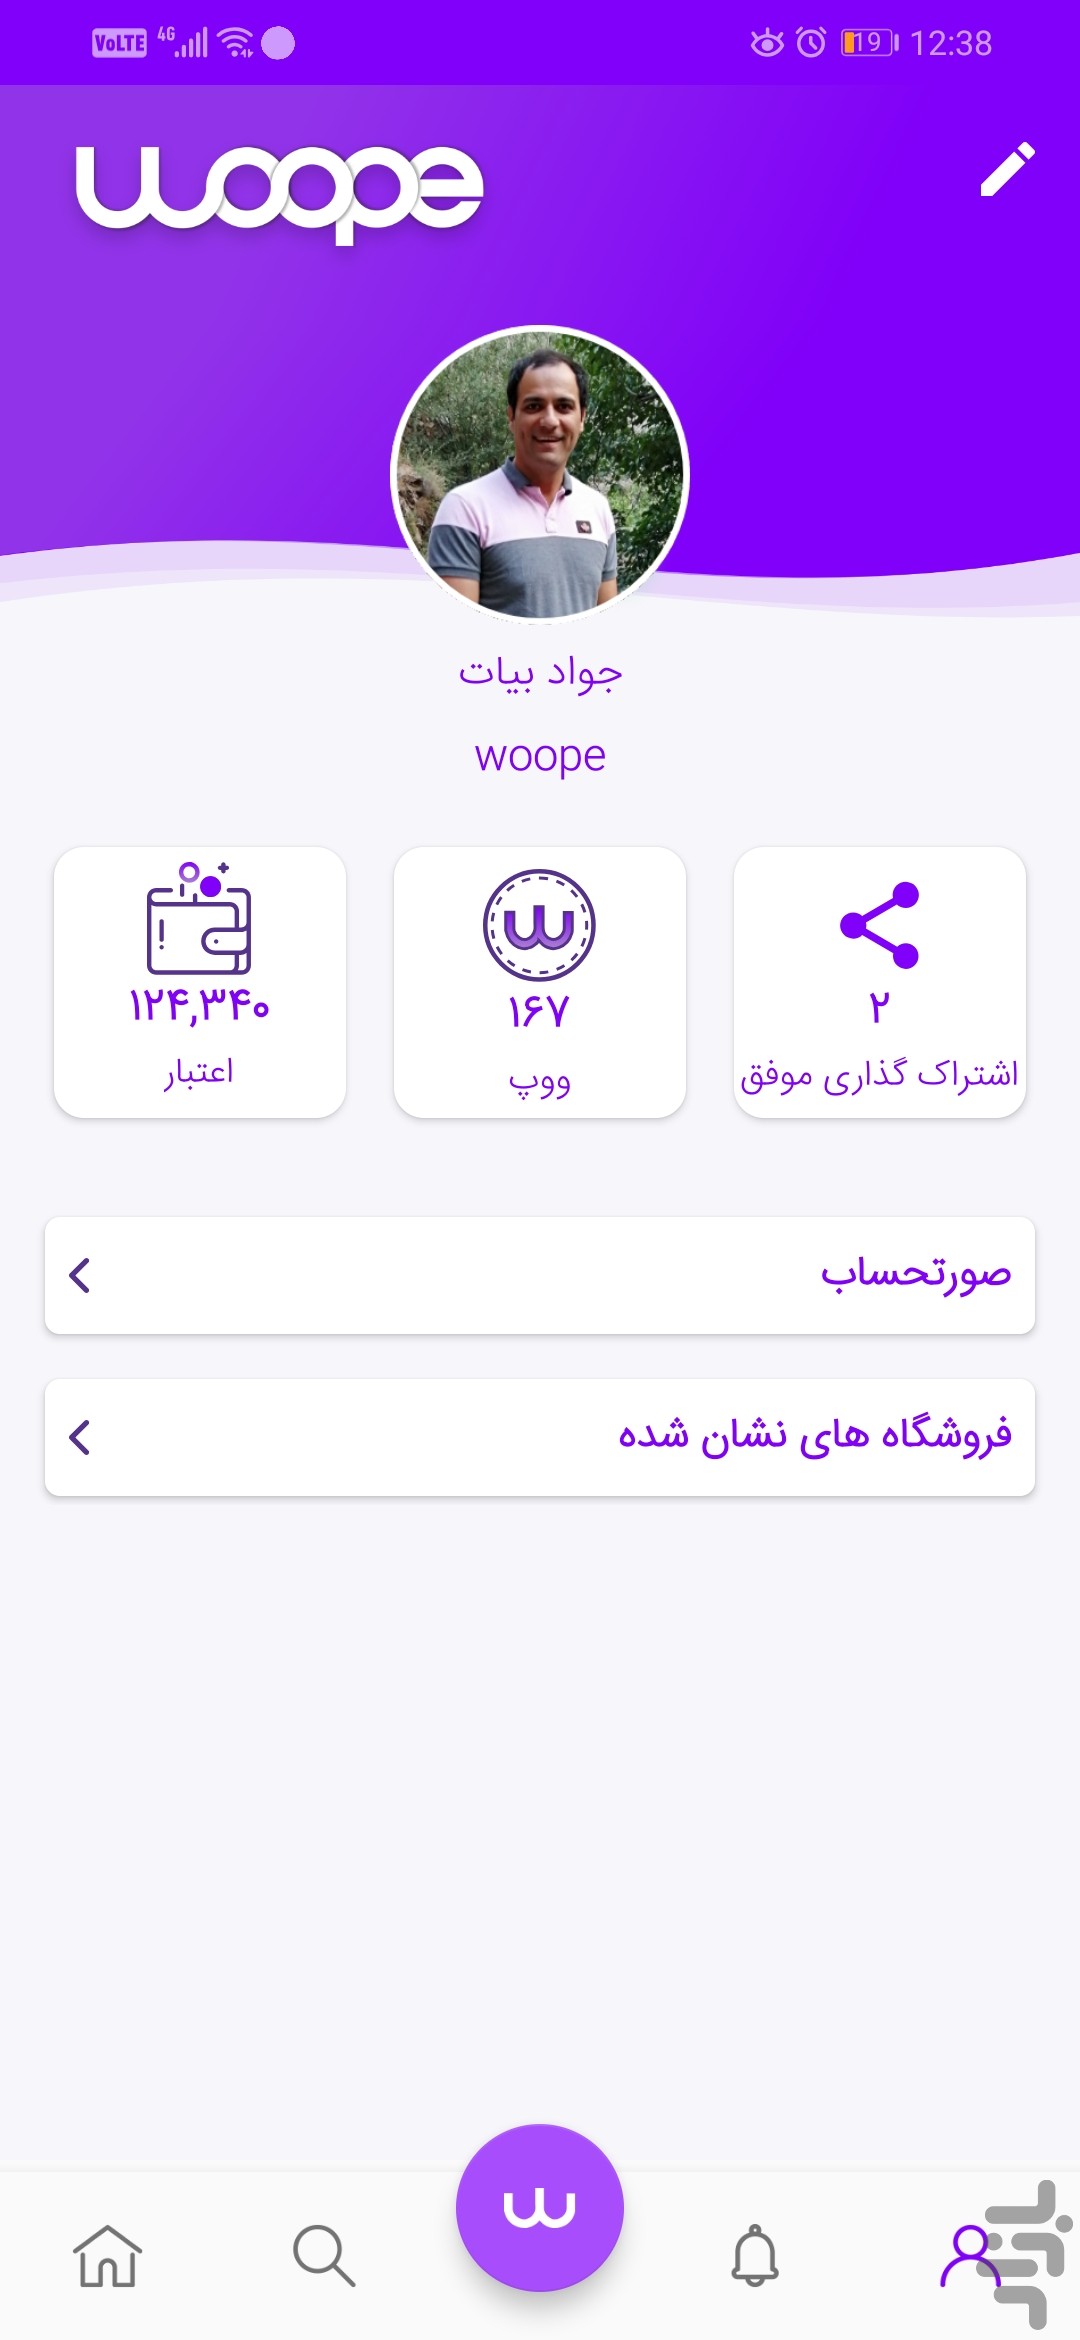 VoLTE 4G 19 12:38
woope
جواد بیات
woope
۱۲۴,۳۴۰
اعتبار
۱۶۷
ووپ
۲
اشتراک گذاری موفق
صورتحساب
فروشگاه های نشان شده